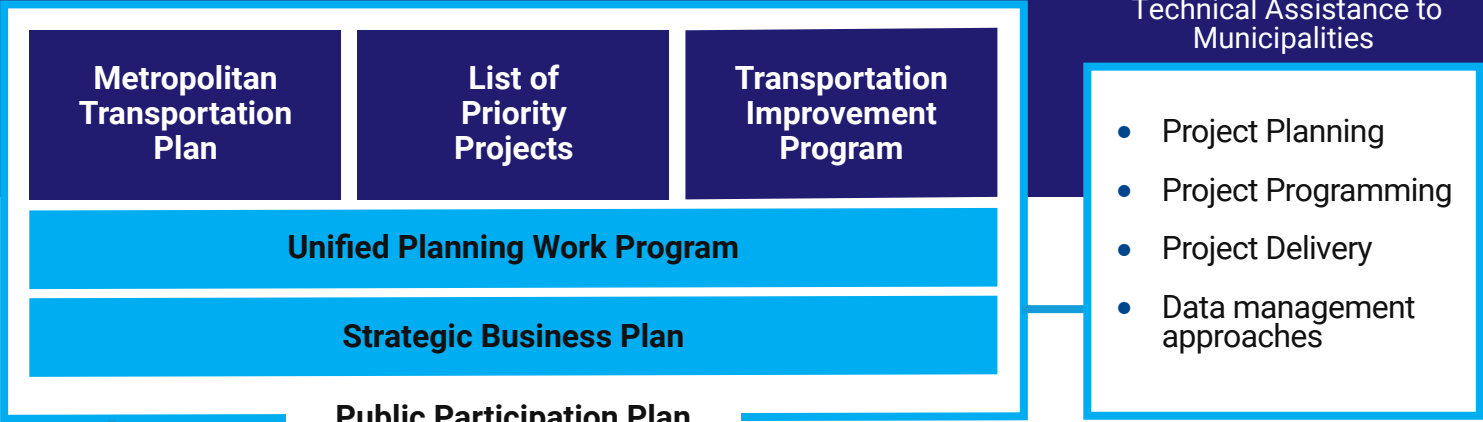 Technical Assistance to
Municipalities
Metropolitan
Transportation
Plan
List of
Priority
Projects
Transportation
Improvement
Program
Unified Planning Work Program
Strategic Business Plan
Public Participation Plan
• Project Planning
• Project Programming
• Project Delivery
• Data management
approaches